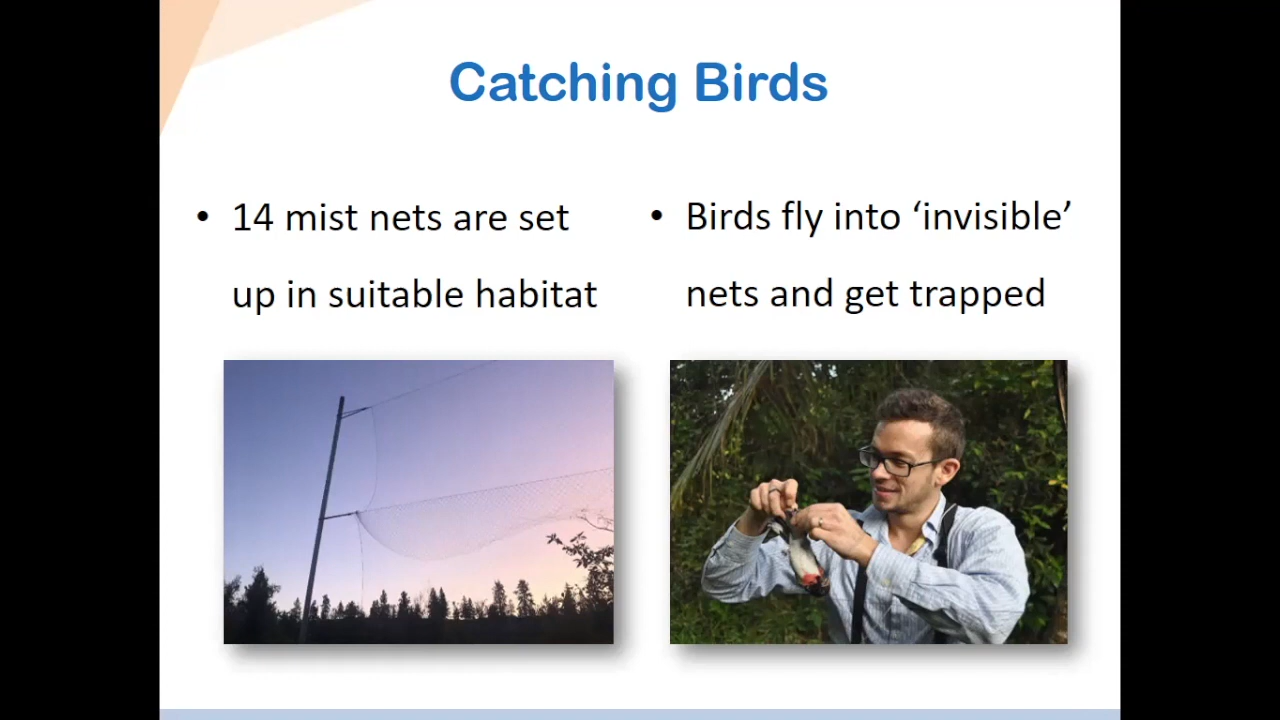 Catching Birds
• 14 mist nets are set
up in suitable habitat
• Birds fly into ‘invisible’
nets and get trapped